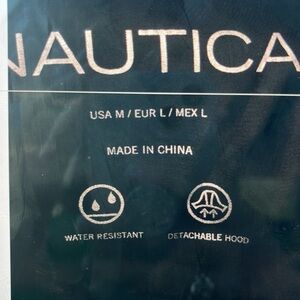 NAUTICA
USA M / EUR L / MEX L
MADE IN CHINA
WATER RESISTANT
DETACHABLE HOOD